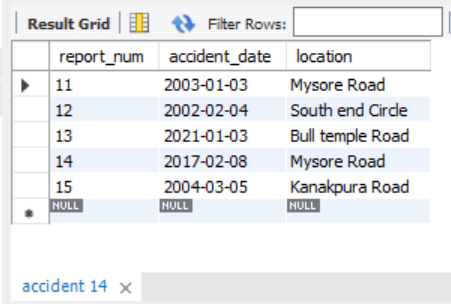 Result Grid Filter Rows:
report_num accident_date location
11 2003-01-03 Mysore Road
12 2002-02-04 South end Circle
13 2021-01-03 Bull temple Road
14 2017-02-08 Mysore Road
15 2004-03-05 Kanakpura Road
NULL NULL NULL
accident 14